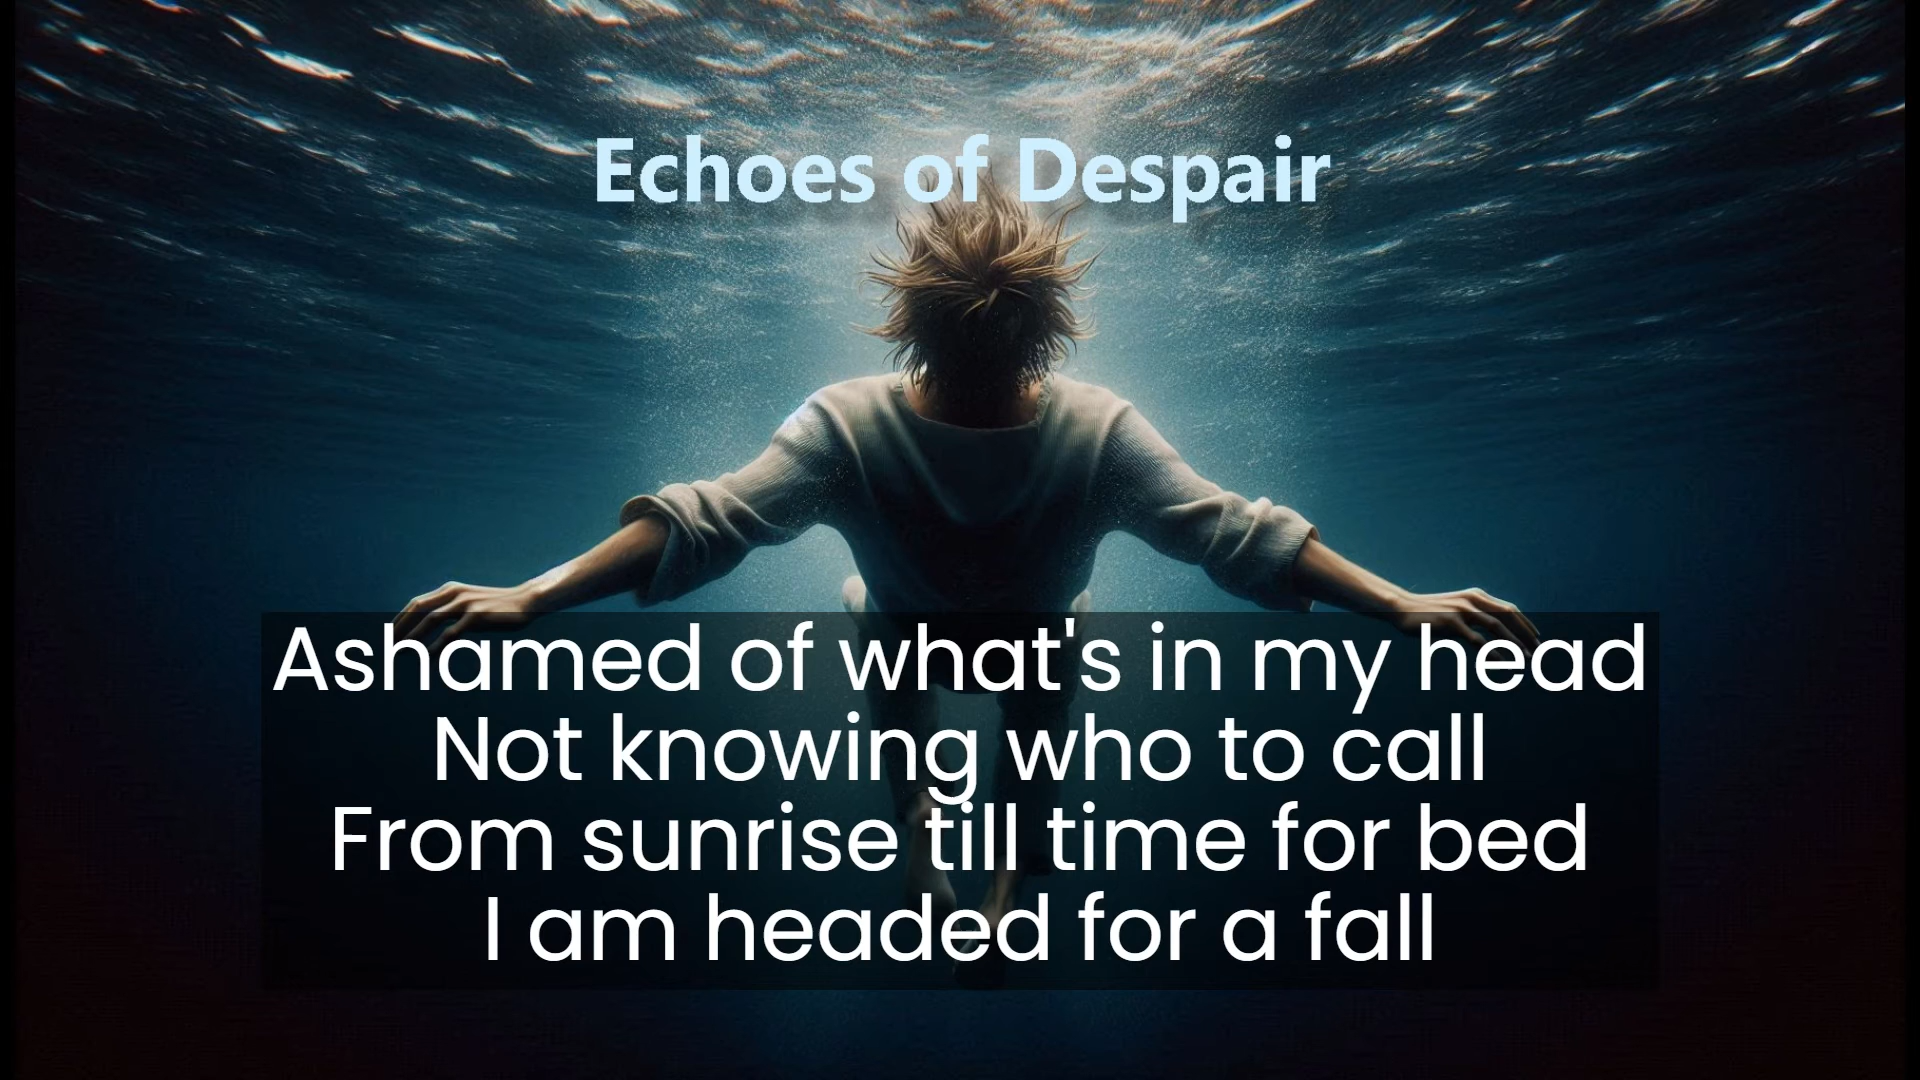 Echoes of Despair
Ashamed of what's in my head
Not knowing who to call
From sunrise till time for bed
I am headed for a fall